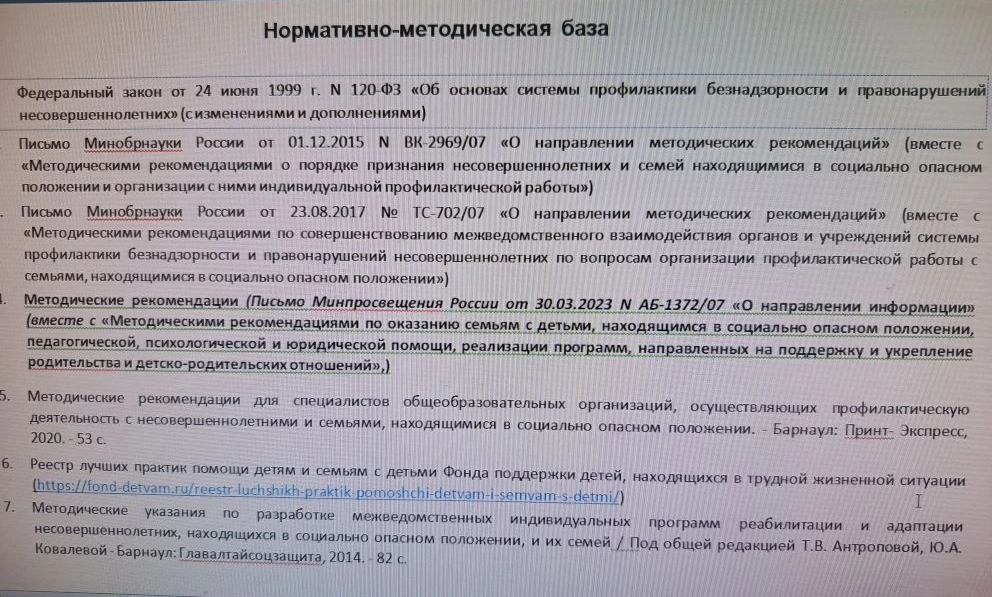 Нормативно-методическая база
Федеральный закон от 24 июня 1999 г. N 120-ФЗ «Об основах системы профилактики безнадзорности и правонарушений
несовершеннолетних» (с изменениями и дополнениями)
Письмо Минобрнауки России от 01.12.2015 N ВК-2969/07 «О направлении методических рекомендаций» (вместе с
«Методическими рекомендациями о порядке признания несовершеннолетних и семей находящимися в социально опасном
положении и организации с ними индивидуальной профилактической работы»)
Письмо Минобрнауки России от 23.08.2017 № ТС-702/07 «О направлении методических рекомендаций» (вместе с
«Методическими рекомендациями по совершенствованию межведомственного взаимодействия органов и учреждений системы
профилактики безнадзорности и правонарушений несовершеннолетних по вопросам организации профилактической работы с
семьями, находящимися в социально опасном положении»)
4. Методические рекомендации (Письмо Минпросвещения России от 30.03.2023 N АБ-1372/07 «О направлении информации»
(вместе с «Методическими рекомендациями по оказанию семьям с детьми, находящимся в социально опасном положении,
педагогической, психологической и юридической помощи, реализации программ, направленных на поддержку и укрепление
родительства и детско-родительских отношений»,)
5. Методические рекомендации для специалистов общеобразовательных организаций, осуществляющих профилактическую
деятельность с несовершеннолетними и семьями, находящимися в социально опасном положении. - Барнаул: Принт- Экспресс,
2020. - 53 с.
6. Реестр лучших практик помощи детям и семьям с детьми Фонда поддержки детей, находящихся в трудной жизненной ситуации
(https://fond-detyam.ru/reestr-luchshikh-praktik-pomoshchi-detyam-i-semyam-s-detmi/)
7. Методические указания по разработке межведомственных индивидуальных программ реабилитации и адаптации
несовершеннолетних, находящихся в социально опасном положении, и их семей / Под общей редакцией Т.В. Антроповой, Ю.А.
Ковалевой - Барнаул: Главалтайсоцзащита, 2014. - 82 с.